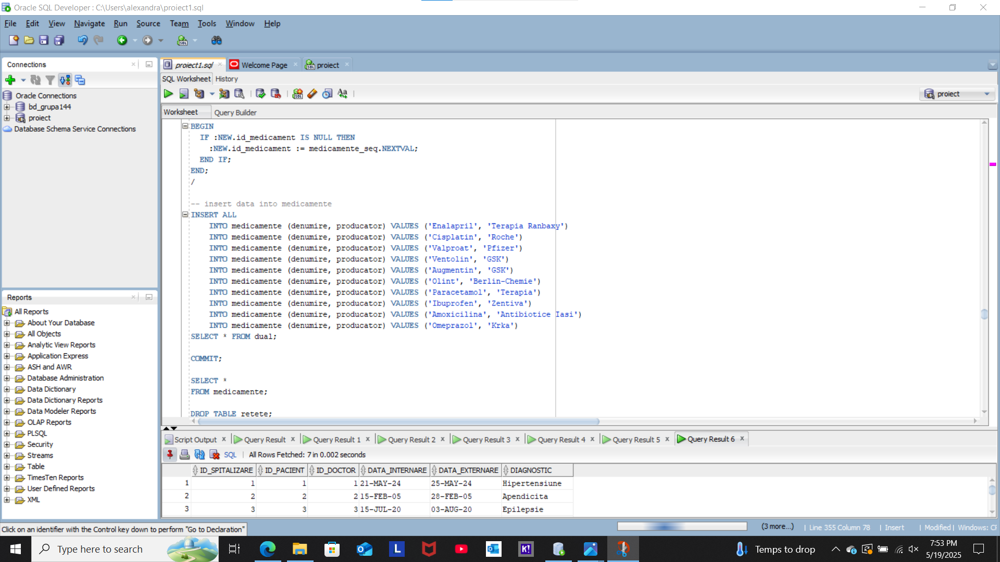 Oracle SQL Developer : C:\Users\alexandra\proiect1.sql
File Edit View Navigate Run Source Team Tools Window Help
Connections
proiect1.sql Welcome Page proiect
SQL Worksheet History
Oracle Connections
bd_grupa144
proiect
Database Schema Service Connections
proiect
Worksheet Query Builder
BEGIN
IF :NEW.id_medicament IS NULL THEN
:NEW.id_medicament := medicamente_seq.NEXTVAL;
END IF;
END;
/
-- insert data into medicamente
INSERT ALL
INTO medicamente (denumire, producator) VALUES ('Enalapril', 'Terapia Ranbaxy')
INTO medicamente (denumire, producator) VALUES ('Cisplatin', 'Roche')
INTO medicamente (denumire, producator) VALUES ('Valproat', 'Pfizer')
INTO medicamente (denumire, producator) VALUES ('Ventolin', 'GSK')
INTO medicamente (denumire, producator) VALUES ('Augmentin', 'GSK')
INTO medicamente (denumire, producator) VALUES ('Olint', 'Berlin-Chemie')
INTO medicamente (denumire, producator) VALUES ('Paracetamol', 'Terapia')
INTO medicamente (denumire, producator) VALUES ('Ibuprofen', 'Zentiva')
INTO medicamente (denumire, producator) VALUES ('Amoxicilina', 'Antibiotice Iasi')
INTO medicamente (denumire, producator) VALUES ('Omeprazol', 'Krka')
SELECT * FROM dual;
COMMIT;
SELECT *
FROM medicamente;
DROP TABLE retete;
Reports
All Reports
About Your Database
All Objects
Analytic View Reports
Application Express
ASH and AWR
Database Administration
Data Dictionary
Data Dictionary Reports
Data Modeler Reports
OLAP Reports
PLSQL
Security
Streams
Table
TimesTen Reports
User Defined Reports
XML
Script Output Query Result Query Result 1 Query Result 2 Query Result 3 Query Result 4 Query Result 5 Query Result 6
SQL All Rows Fetched: 7 in 0.002 seconds
ID_SPITALIZARE ID_PACIENT ID_DOCTOR DATA_INTERNARE DATA_EXTERNARE DIAGNOSTIC
1 1 1 1 21-MAY-24 25-MAY-24 Hipertensiune
2 2 2 2 15-FEB-05 28-FEB-05 Apendicita
3 3 3 3 15-JUL-20 03-AUG-20 Epilepsie
Click on an identifier with the Control key down to perform "Go to Declaration"
(3 more...) | Line 355 Column 78 | Insert | Modified | Windows: CF
Type here to search
Temps to drop
7:53 PM
5/19/2025